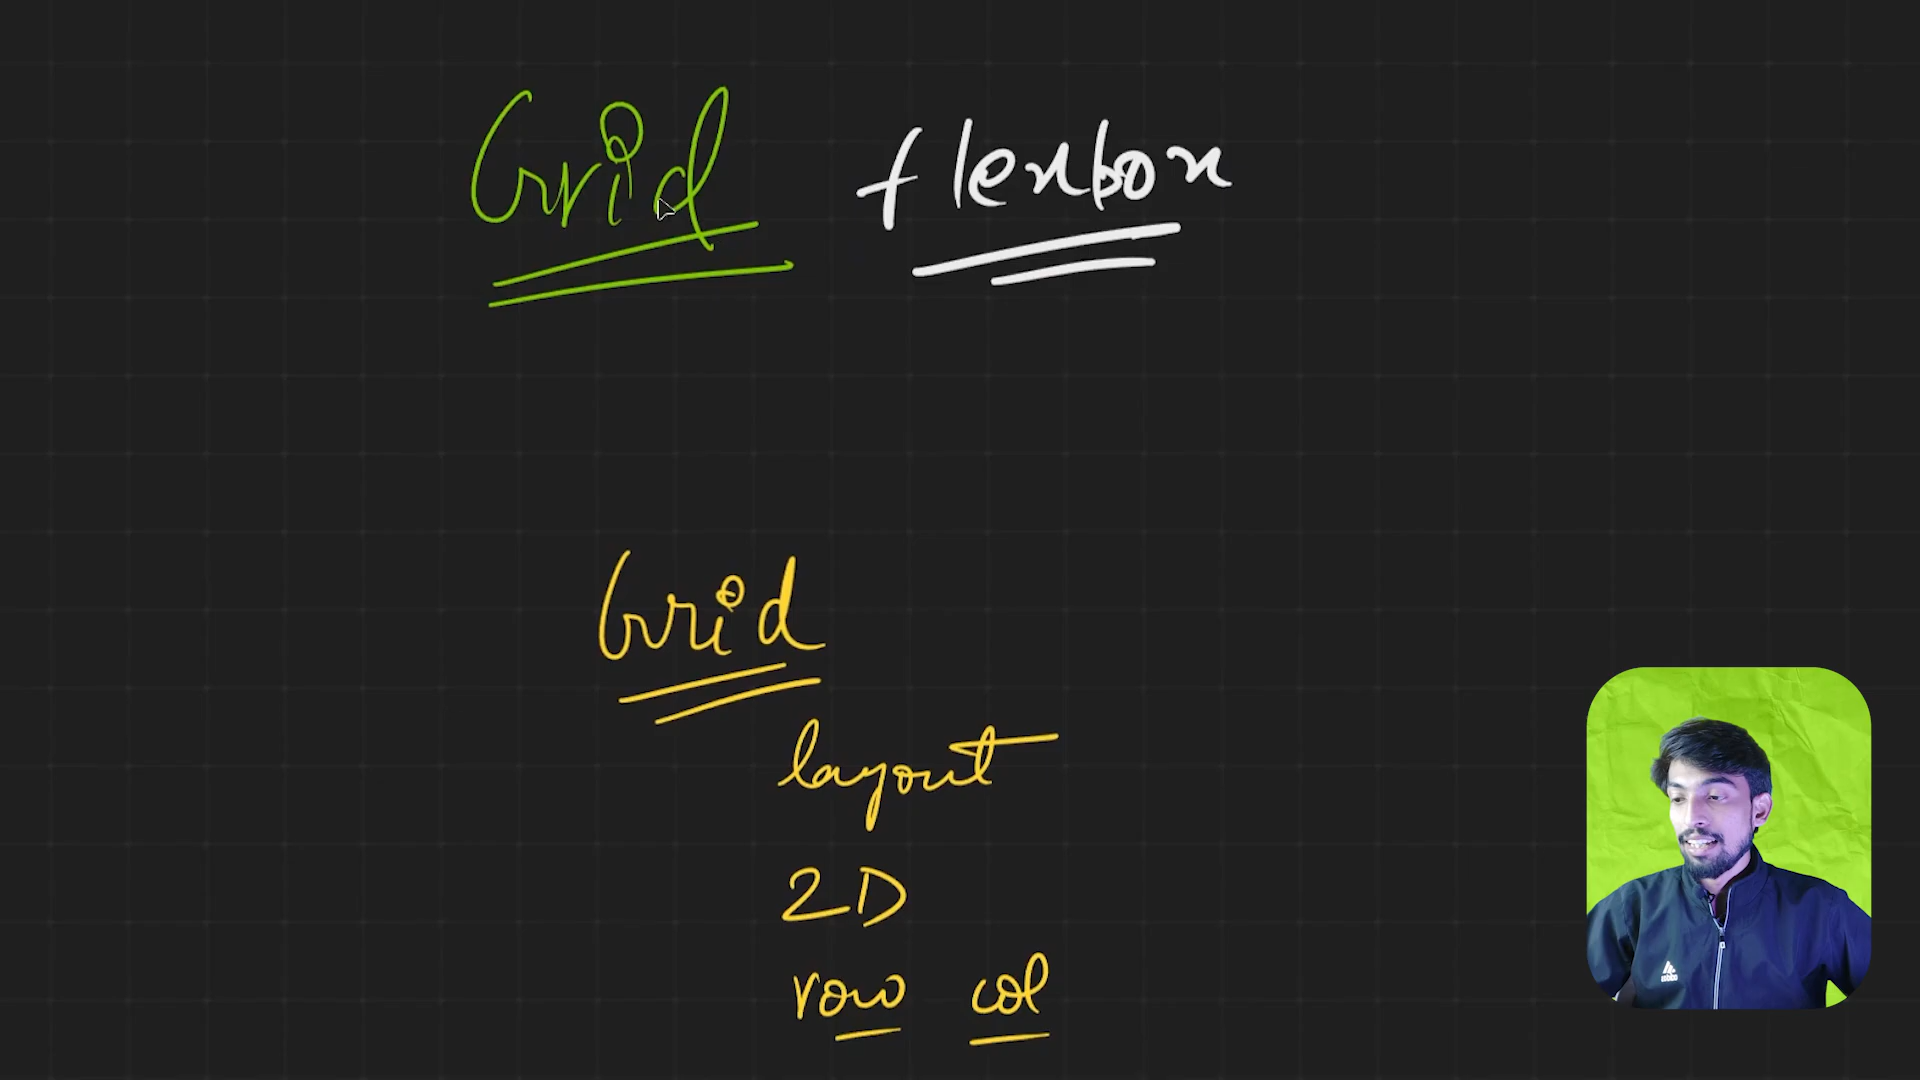 Grid flexbox
Grid
layout
2D
row col